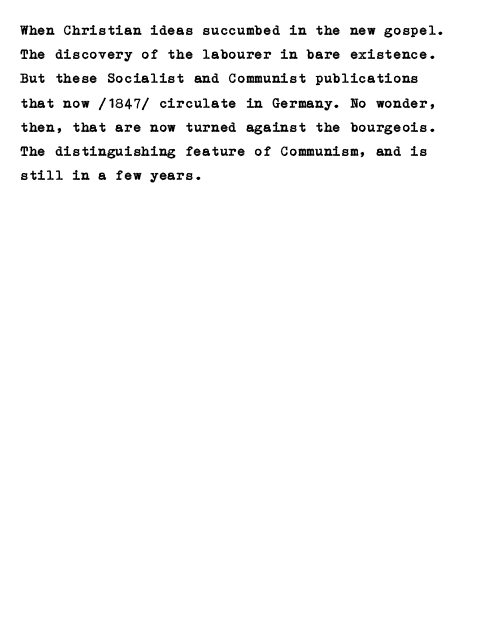 When Christian ideas succumbed in the new gospel.
The discovery of the labourer in bare existence.
But these Socialist and Communist publications
that now /1847/ circulate in Germany. No wonder,
then, that are now turned against the bourgeois.
The distinguishing feature of Communism, and is
still in a few years.